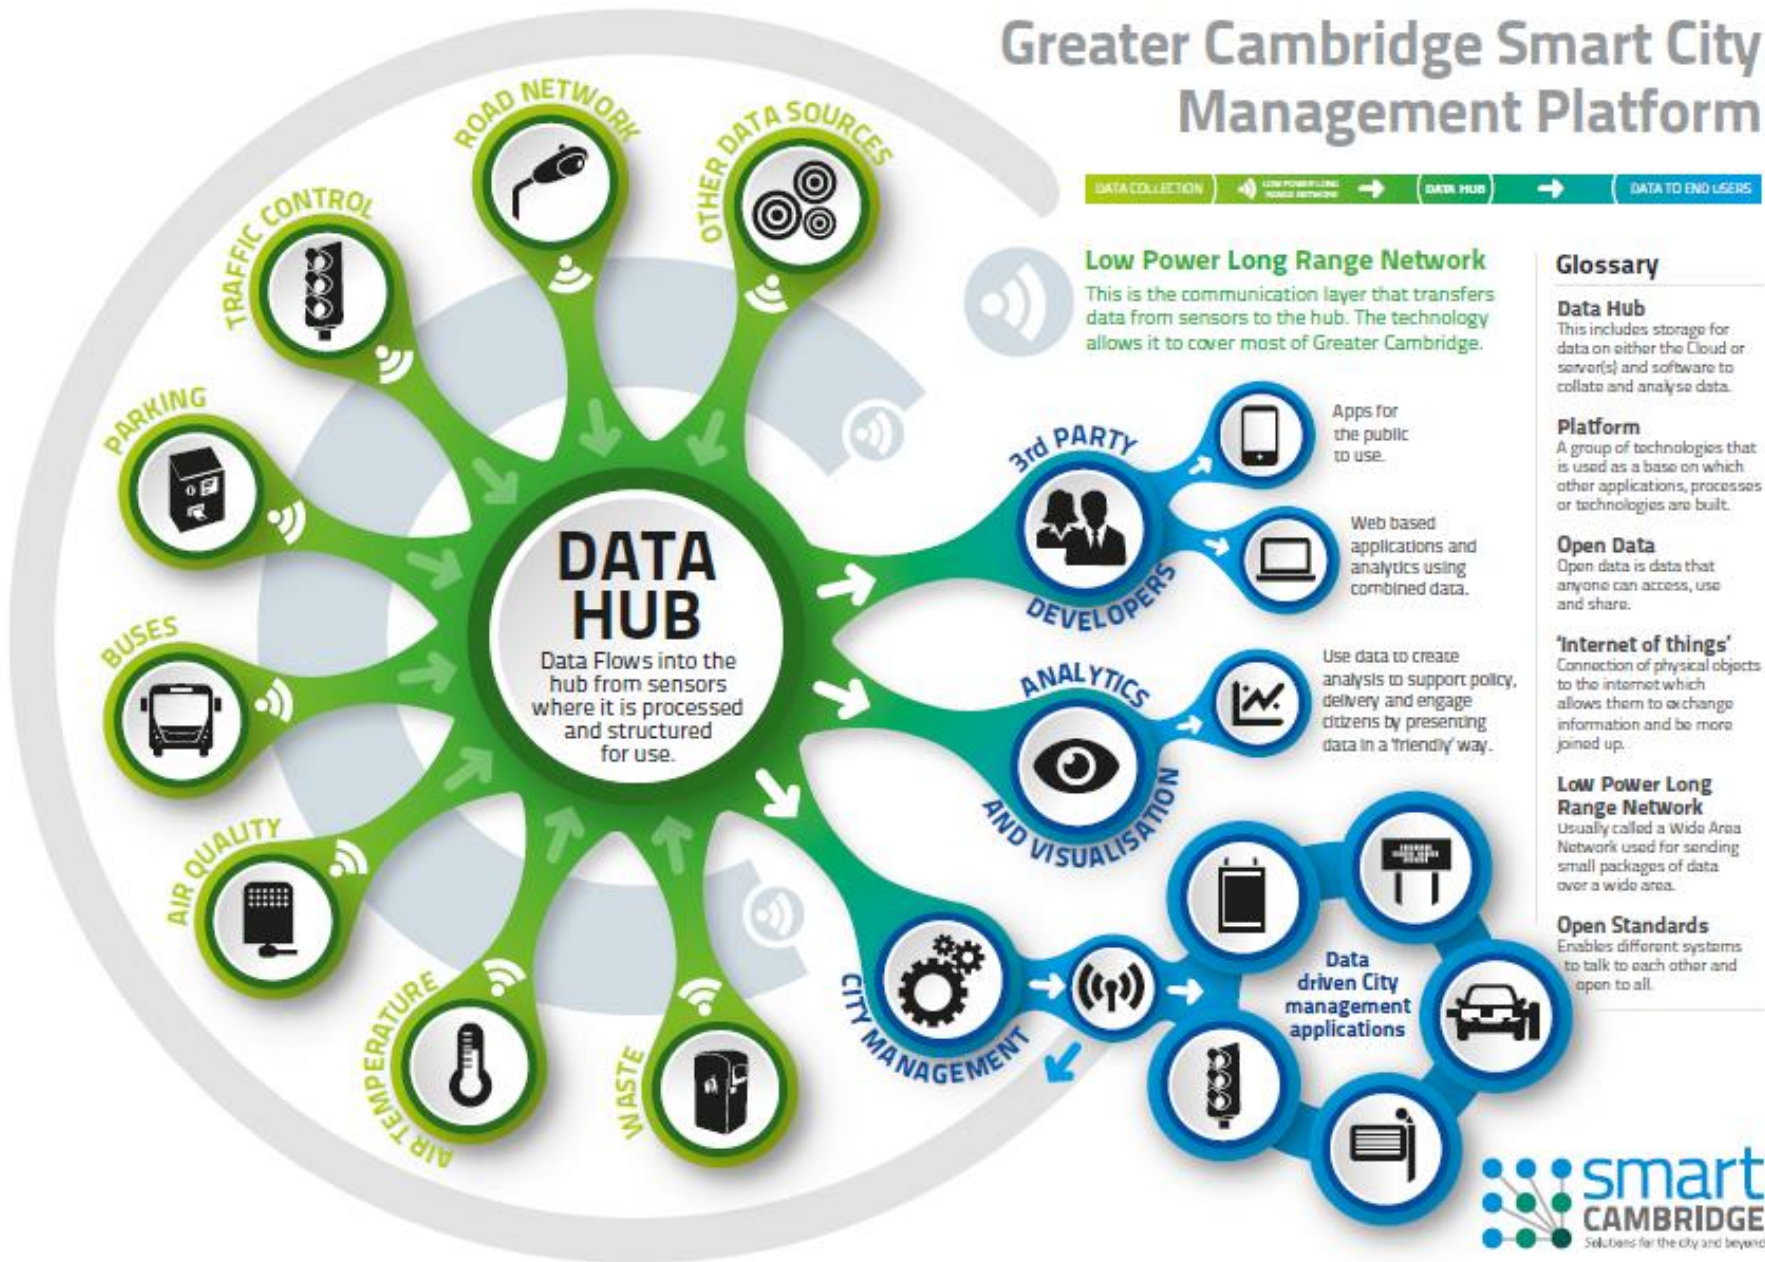 Greater Cambridge Smart City
Management Platform
DATA COLLECTION
LOW POWER LONG
RANGE NETWORK
DATA HUB
DATA TO END USERS
Low Power Long Range Network
This is the communication layer that transfers
data from sensors to the hub. The technology
allows it to cover most of Greater Cambridge.
ROAD NETWORK
OTHER DATA SOURCES
TRAFFIC CONTROL
PARKING
BUSES
AIR QUALITY
AIR TEMPERATURE
WASTE
DATA
HUB
Data Flows into the
hub from sensors
where it is processed
and structured
for use.
3rd PARTY
DEVELOPERS
Apps for
the public
to use.
Web based
applications and
analytics using
combined data.
ANALYTICS
AND VISUALISATION
Use data to create
analysis to support policy,
delivery and engage
citizens by presenting
data in a 'friendly' way.
CITY MANAGEMENT
Data
driven City
management
applications
Glossary
Data Hub
This includes storage for
data on either the Cloud or
server(s) and software to
collate and analyse data.
Platform
A group of technologies that
is used as a base on which
other applications, processes
or technologies are built.
Open Data
Open data is data that
anyone can access, use
and share.
'Internet of things'
Connection of physical objects
to the internet which
allows them to exchange
information and be more
joined up.
Low Power Long
Range Network
Usually called a Wide Area
Network used for sending
small packages of data
over a wide area.
Open Standards
Enables different systems
to talk to each other and
open to all.
smart
CAMBRIDGE
Solutions for the city and beyond